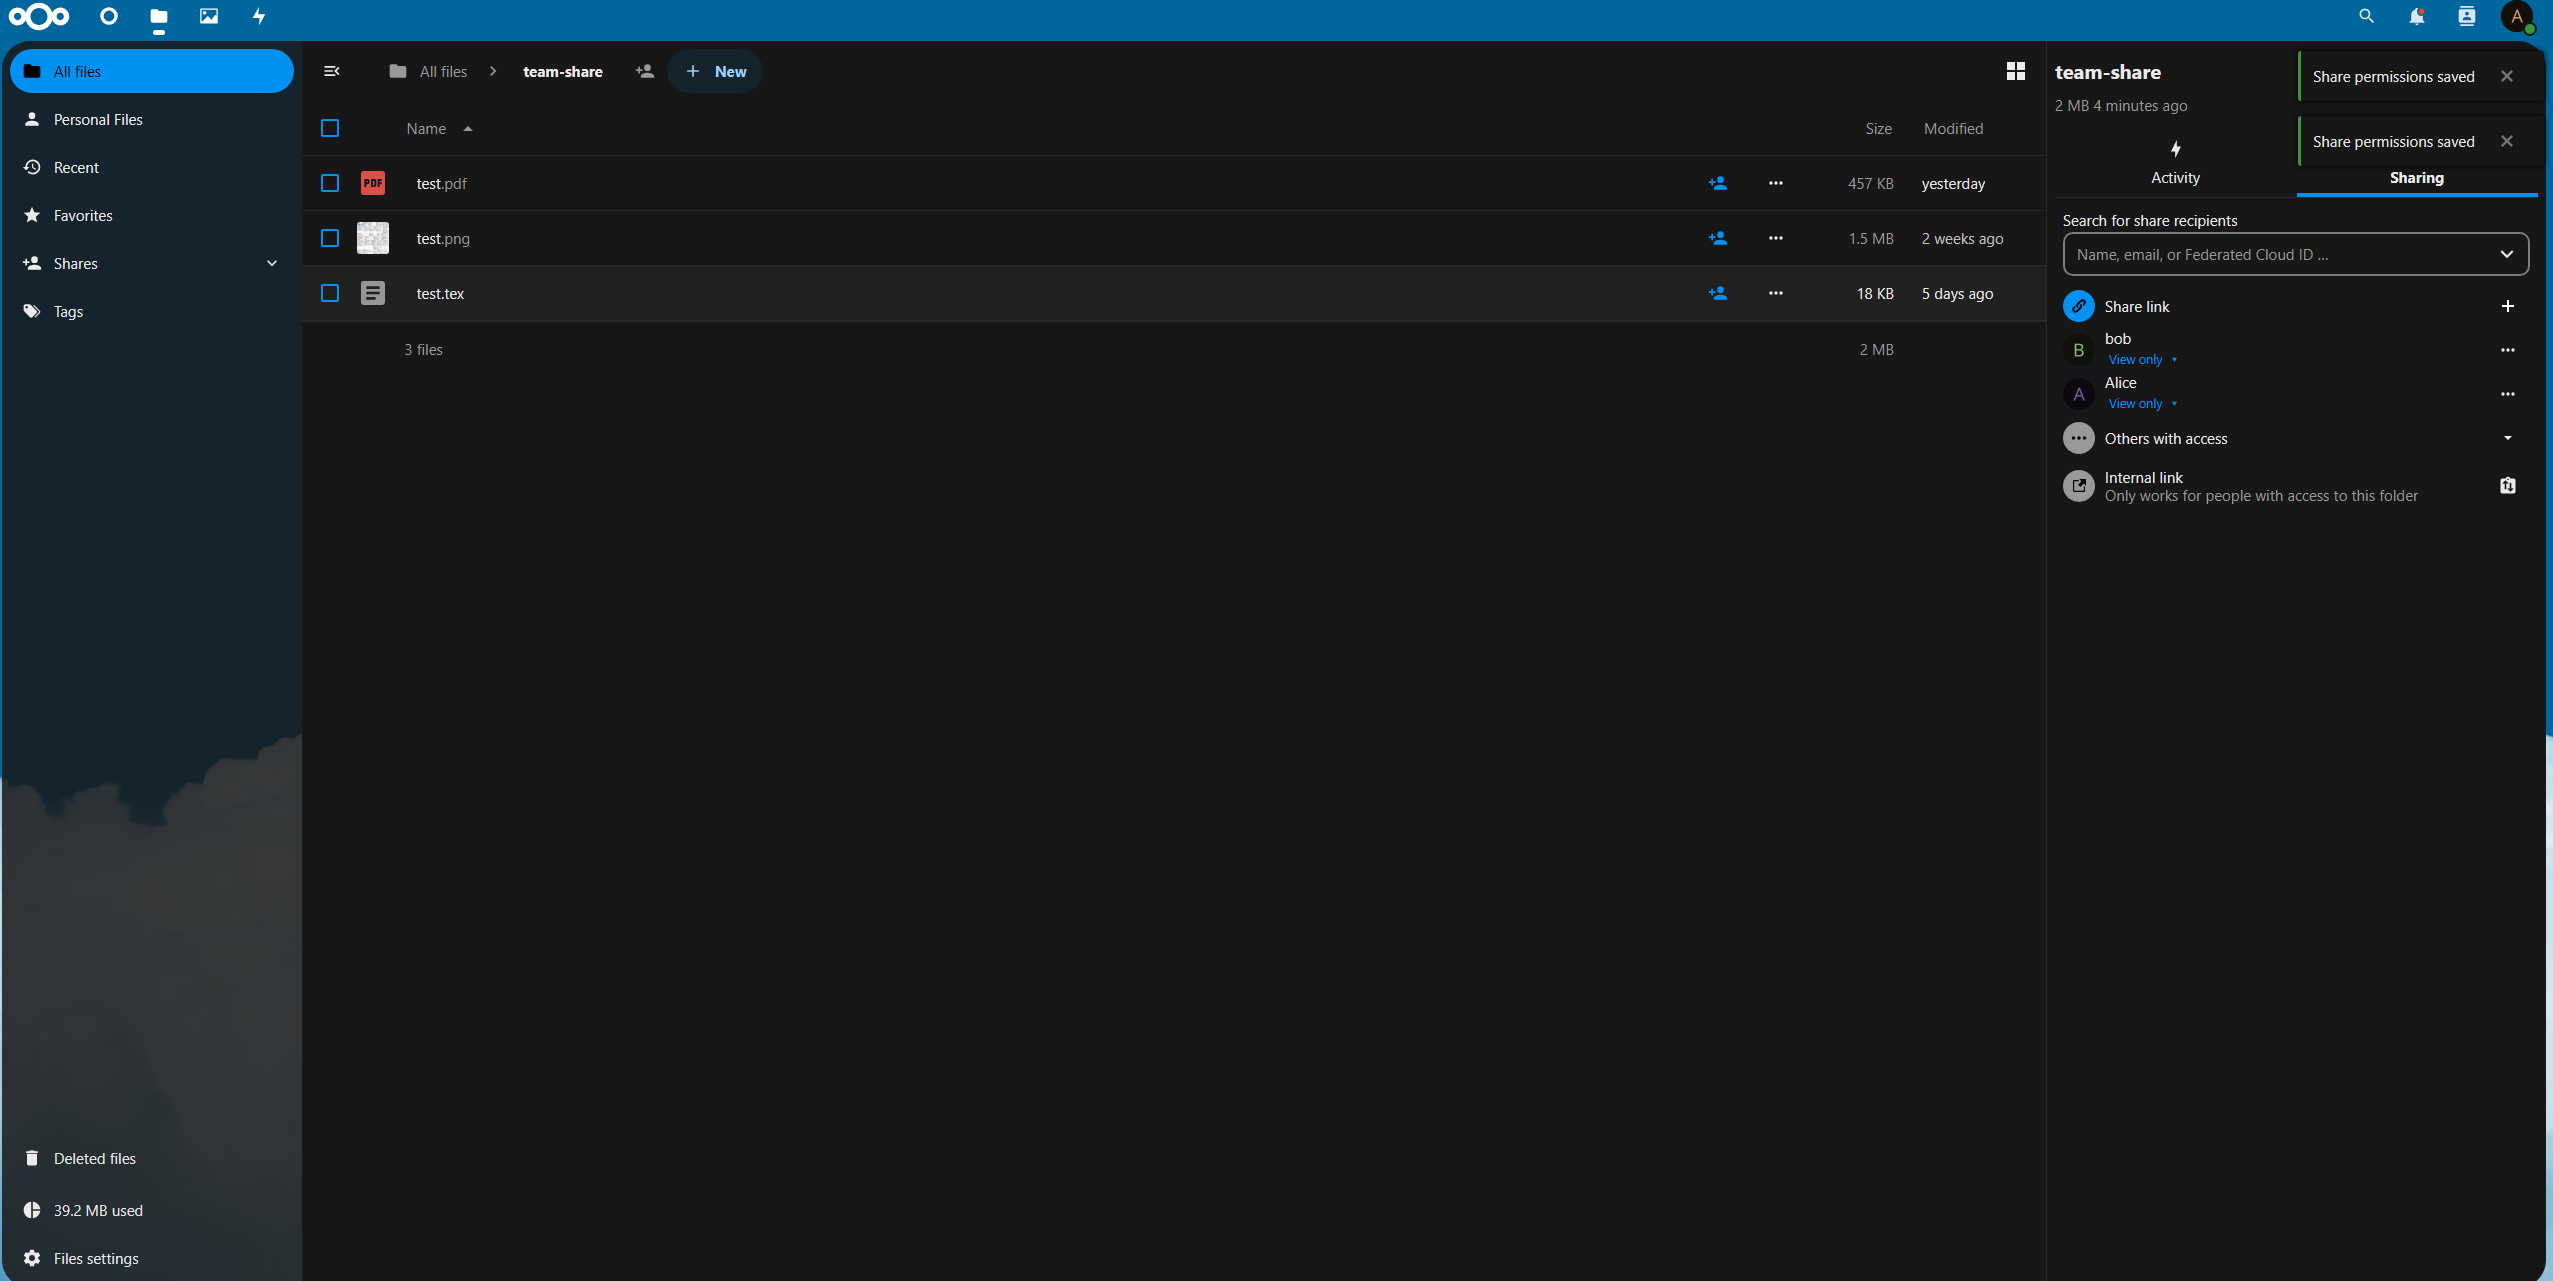 A
All files
Personal Files
Recent
Favorites
Shares
Tags
Deleted files
39.2 MB used
Files settings
All files
team-share
New
Name
Size
Modified
PDF
test.pdf
457 KB
yesterday
test.png
1.5 MB
2 weeks ago
test.tex
18 KB
5 days ago
3 files
2 MB
team-share
2 MB 4 minutes ago
Share permissions saved
Share permissions saved
Activity
Sharing
Search for share recipients
Name, email, or Federated Cloud ID ...
Share link
B
bob
View only
A
Alice
View only
Others with access
Internal link
Only works for people with access to this folder